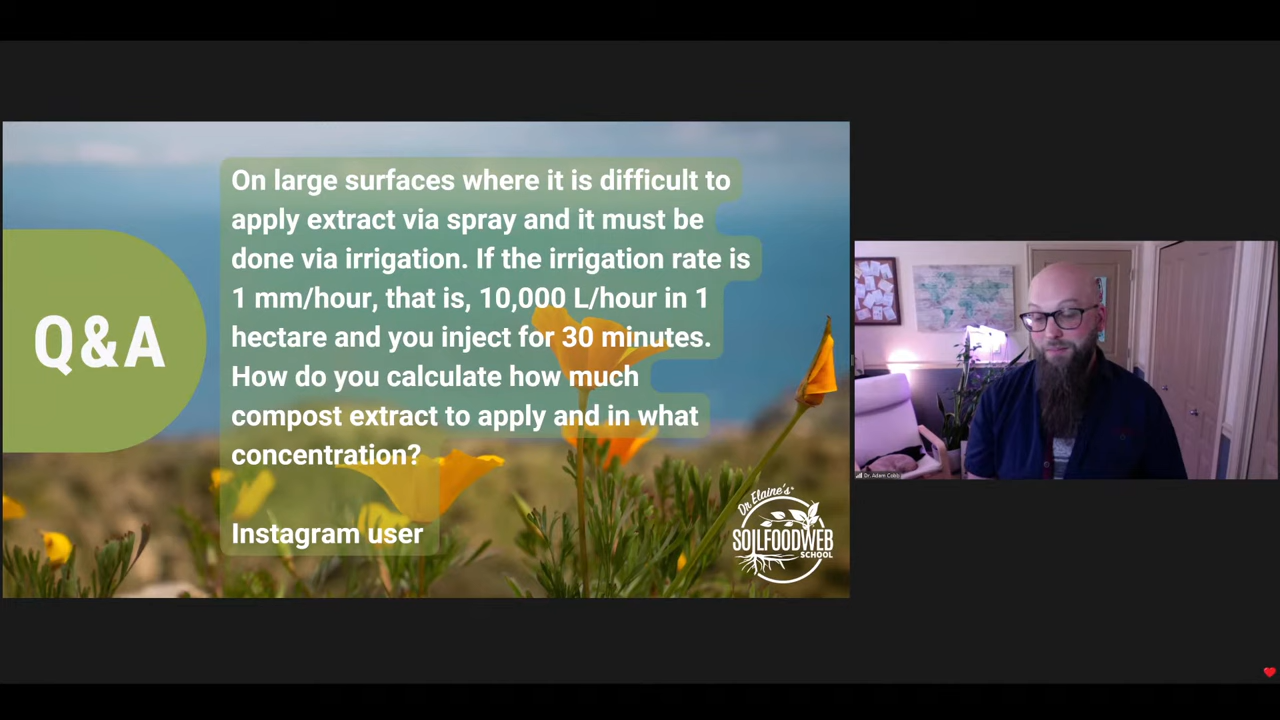 Q&A
On large surfaces where it is difficult to
apply extract via spray and it must be
done via irrigation. If the irrigation rate is
1 mm/hour, that is, 10,000 L/hour in 1
hectare and you inject for 30 minutes.
How do you calculate how much
compost extract to apply and in what
concentration?
Instagram user
Dr. Elaine's
SOILFOODWEB
SCHOOL
Dr. Adam Cobb